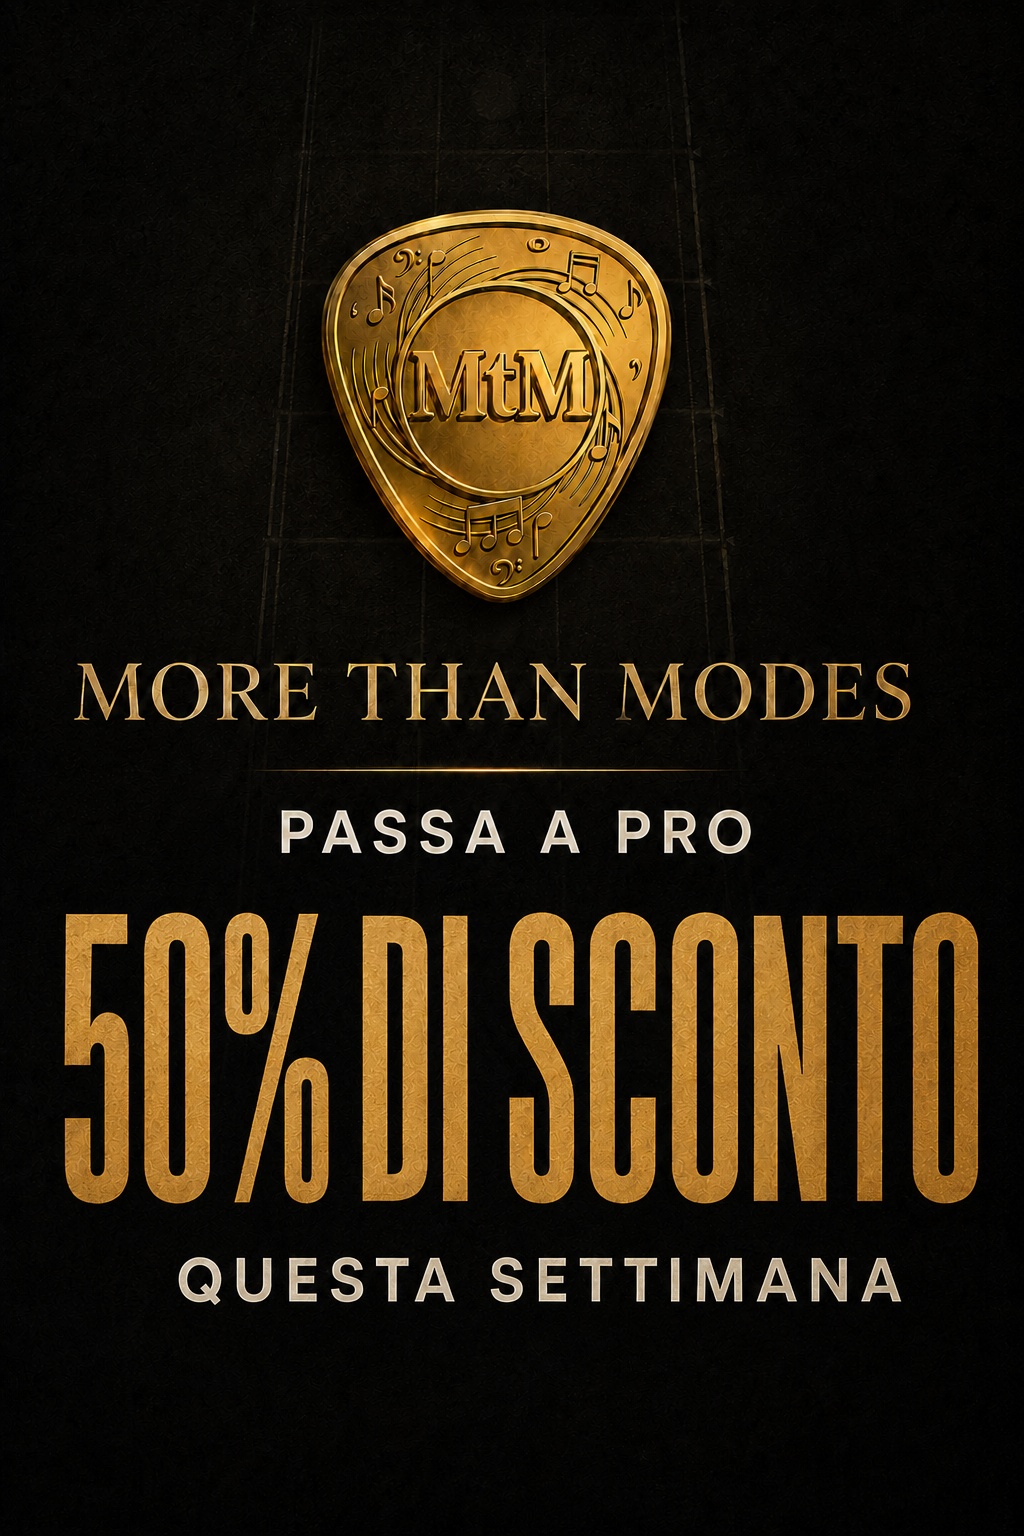 MtM
MORE THAN MODES
PASSA A PRO
50% DI SCONTO
QUESTA SETTIMANA